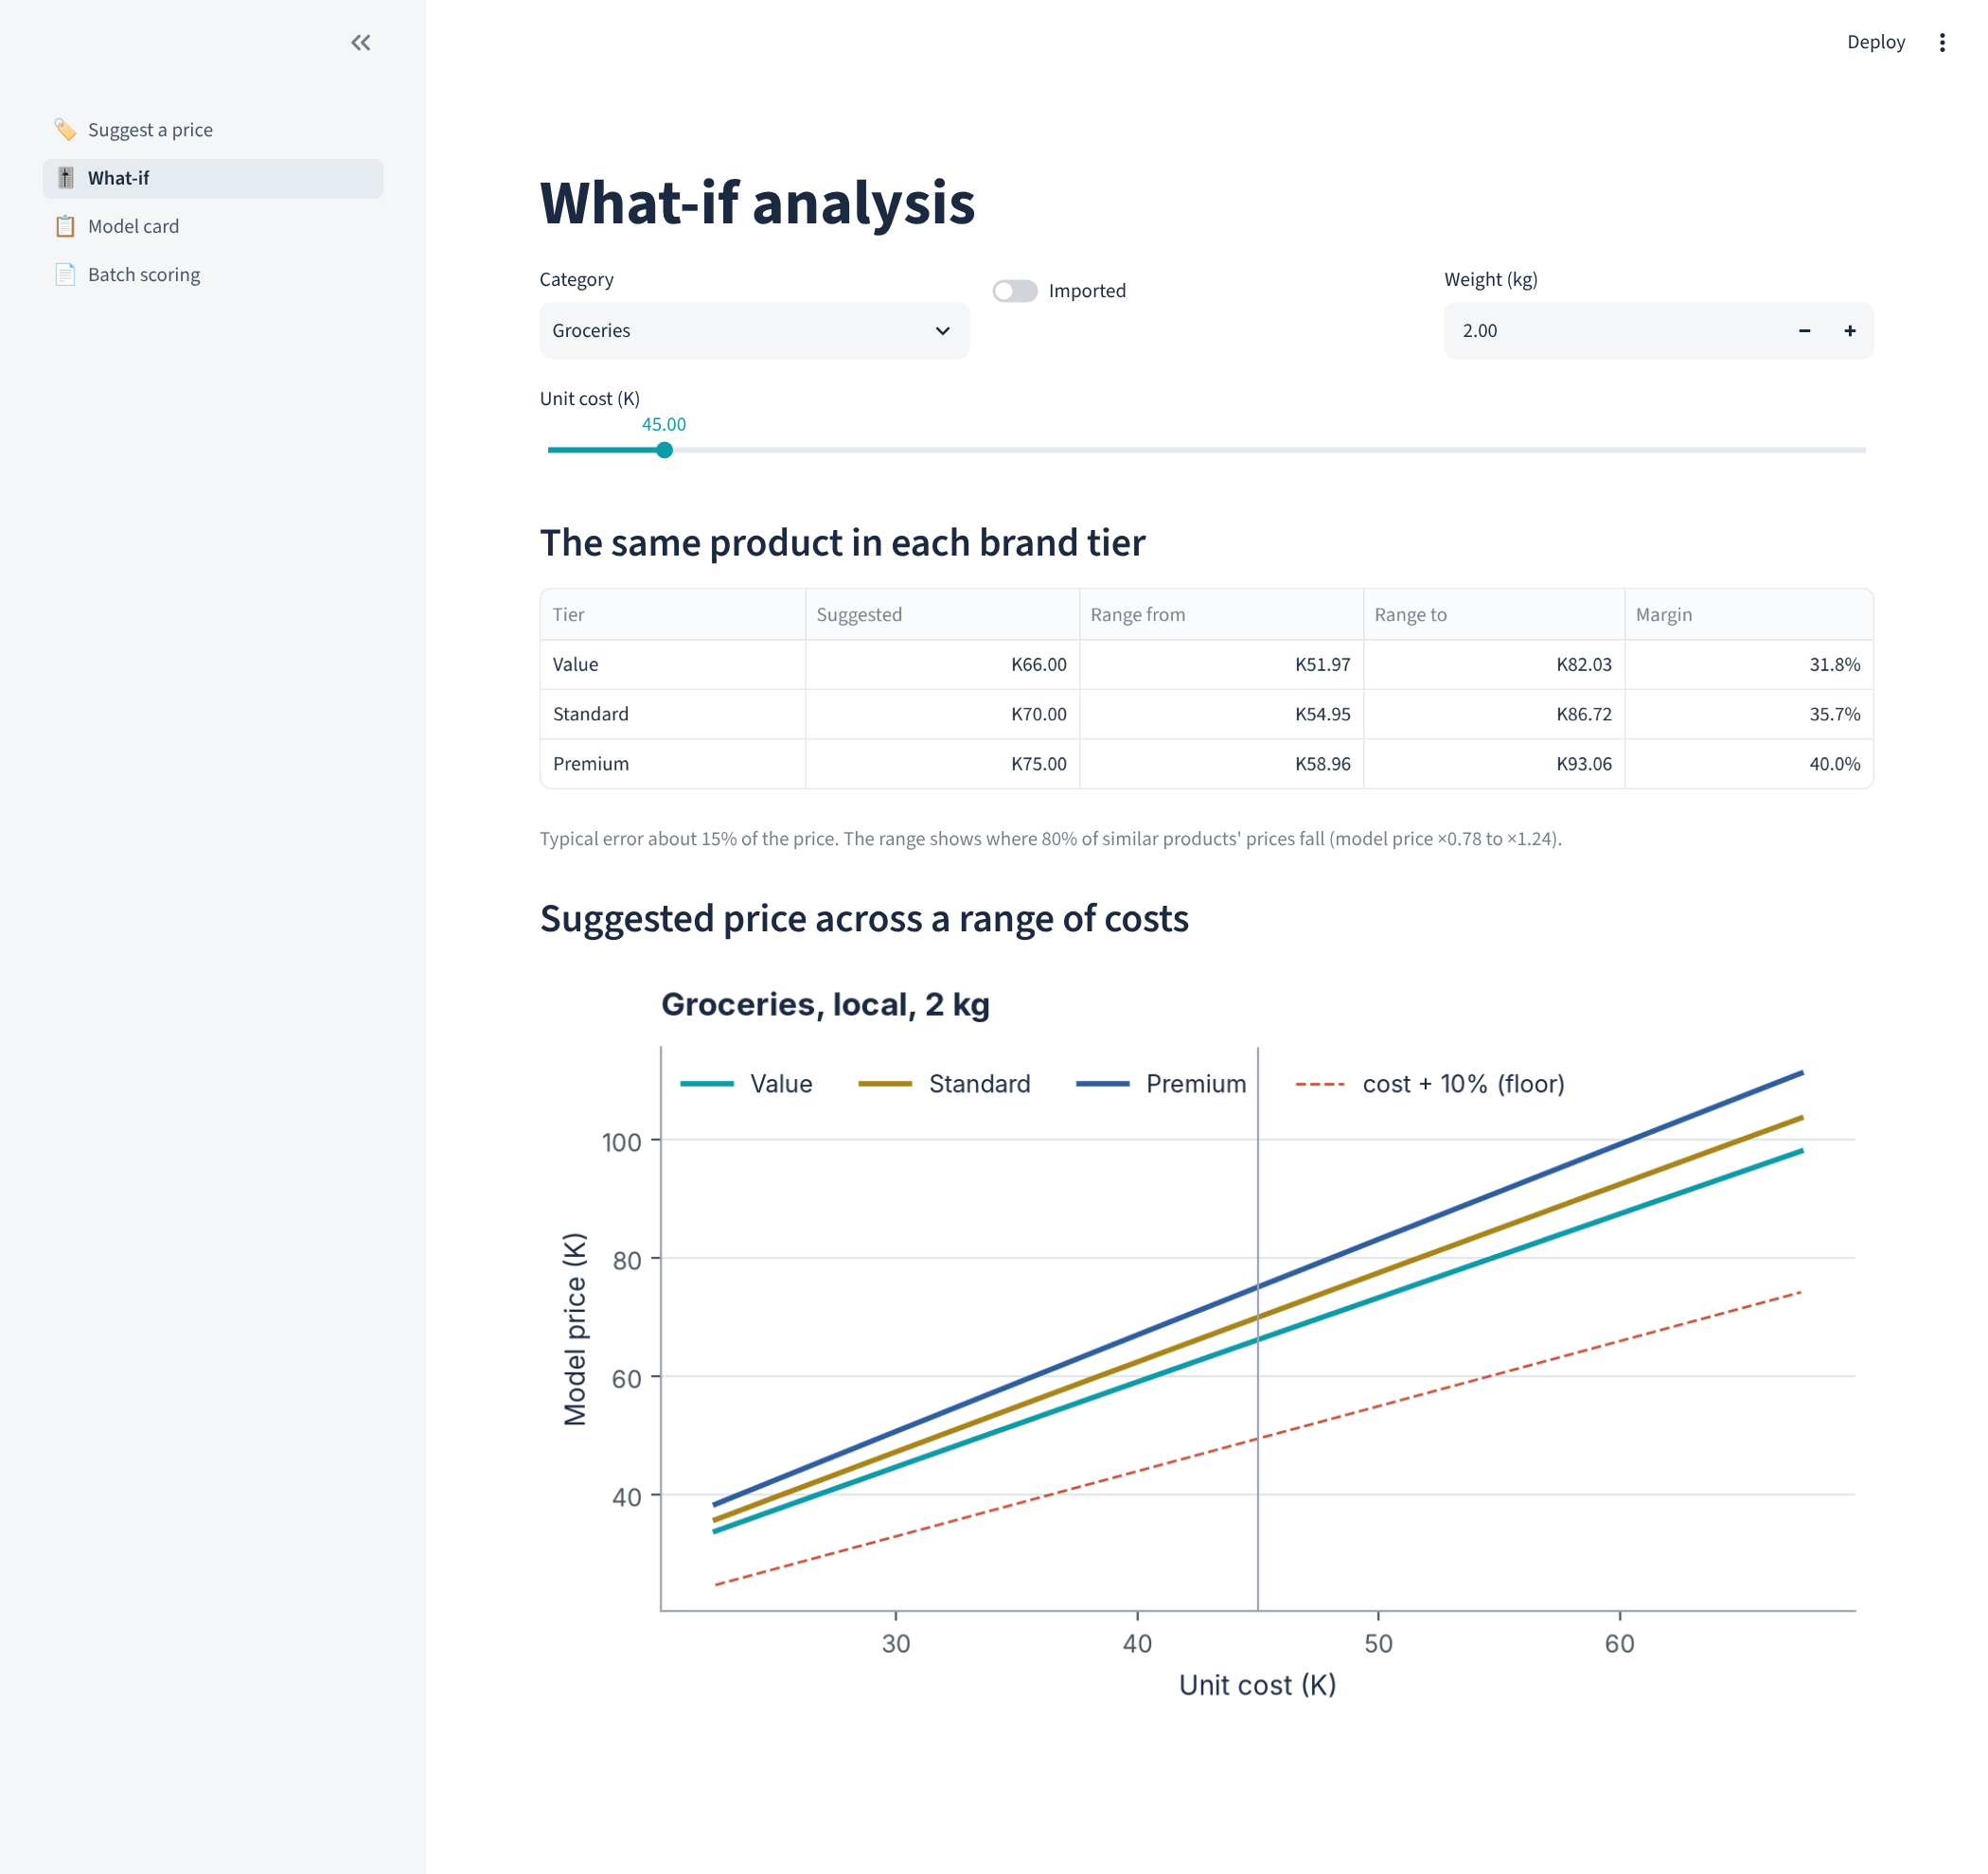 Deploy
Suggest a price
What-if
Model card
Batch scoring
What-if analysis
Category
Imported
Weight (kg)
Groceries
2.00
Unit cost (K)
45.00
The same product in each brand tier
Tier Suggested Range from Range to Margin
Value K66.00 K51.97 K82.03 31.8%
Standard K70.00 K54.95 K86.72 35.7%
Premium K75.00 K58.96 K93.06 40.0%
Typical error about 15% of the price. The range shows where 80% of similar products' prices fall (model price ×0.78 to ×1.24).
Suggested price across a range of costs
Groceries, local, 2 kg
Value Standard Premium cost + 10% (floor)
100
80
60
40
Model price (K)
30 40 50 60
Unit cost (K)